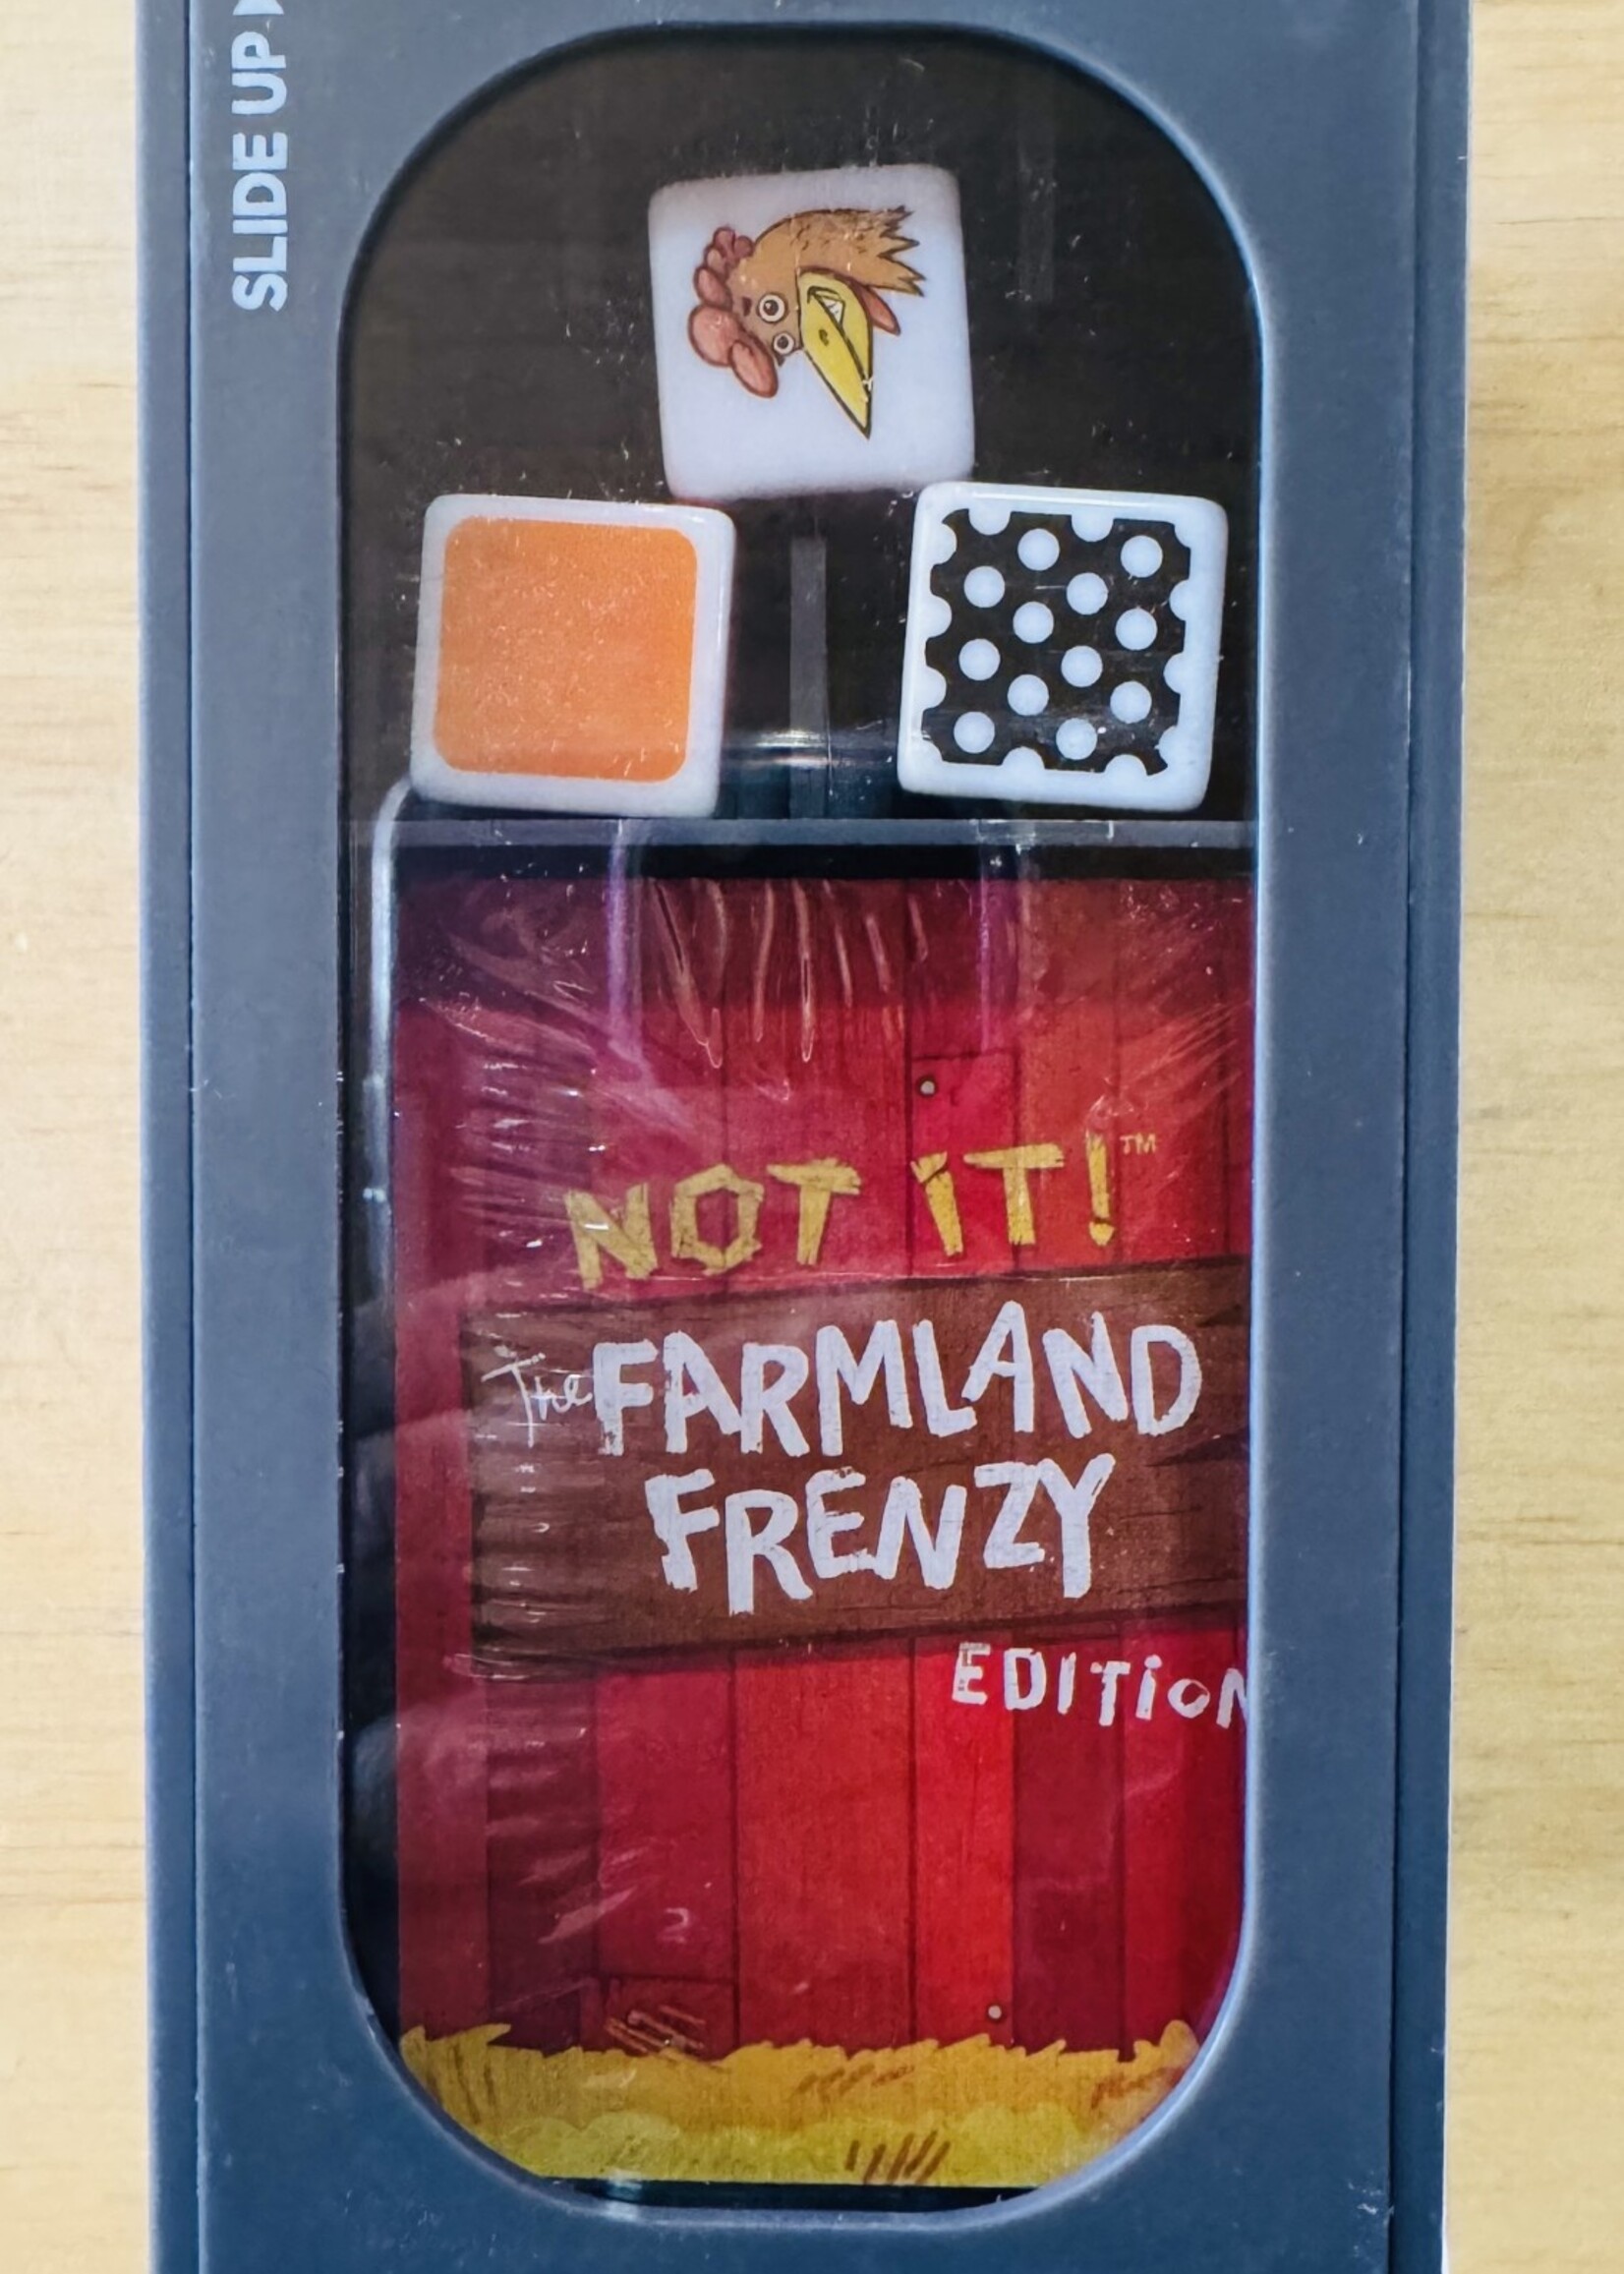 SLIDE UP
NOT IT!™
The FARMLAND
FRENZY
EDITION